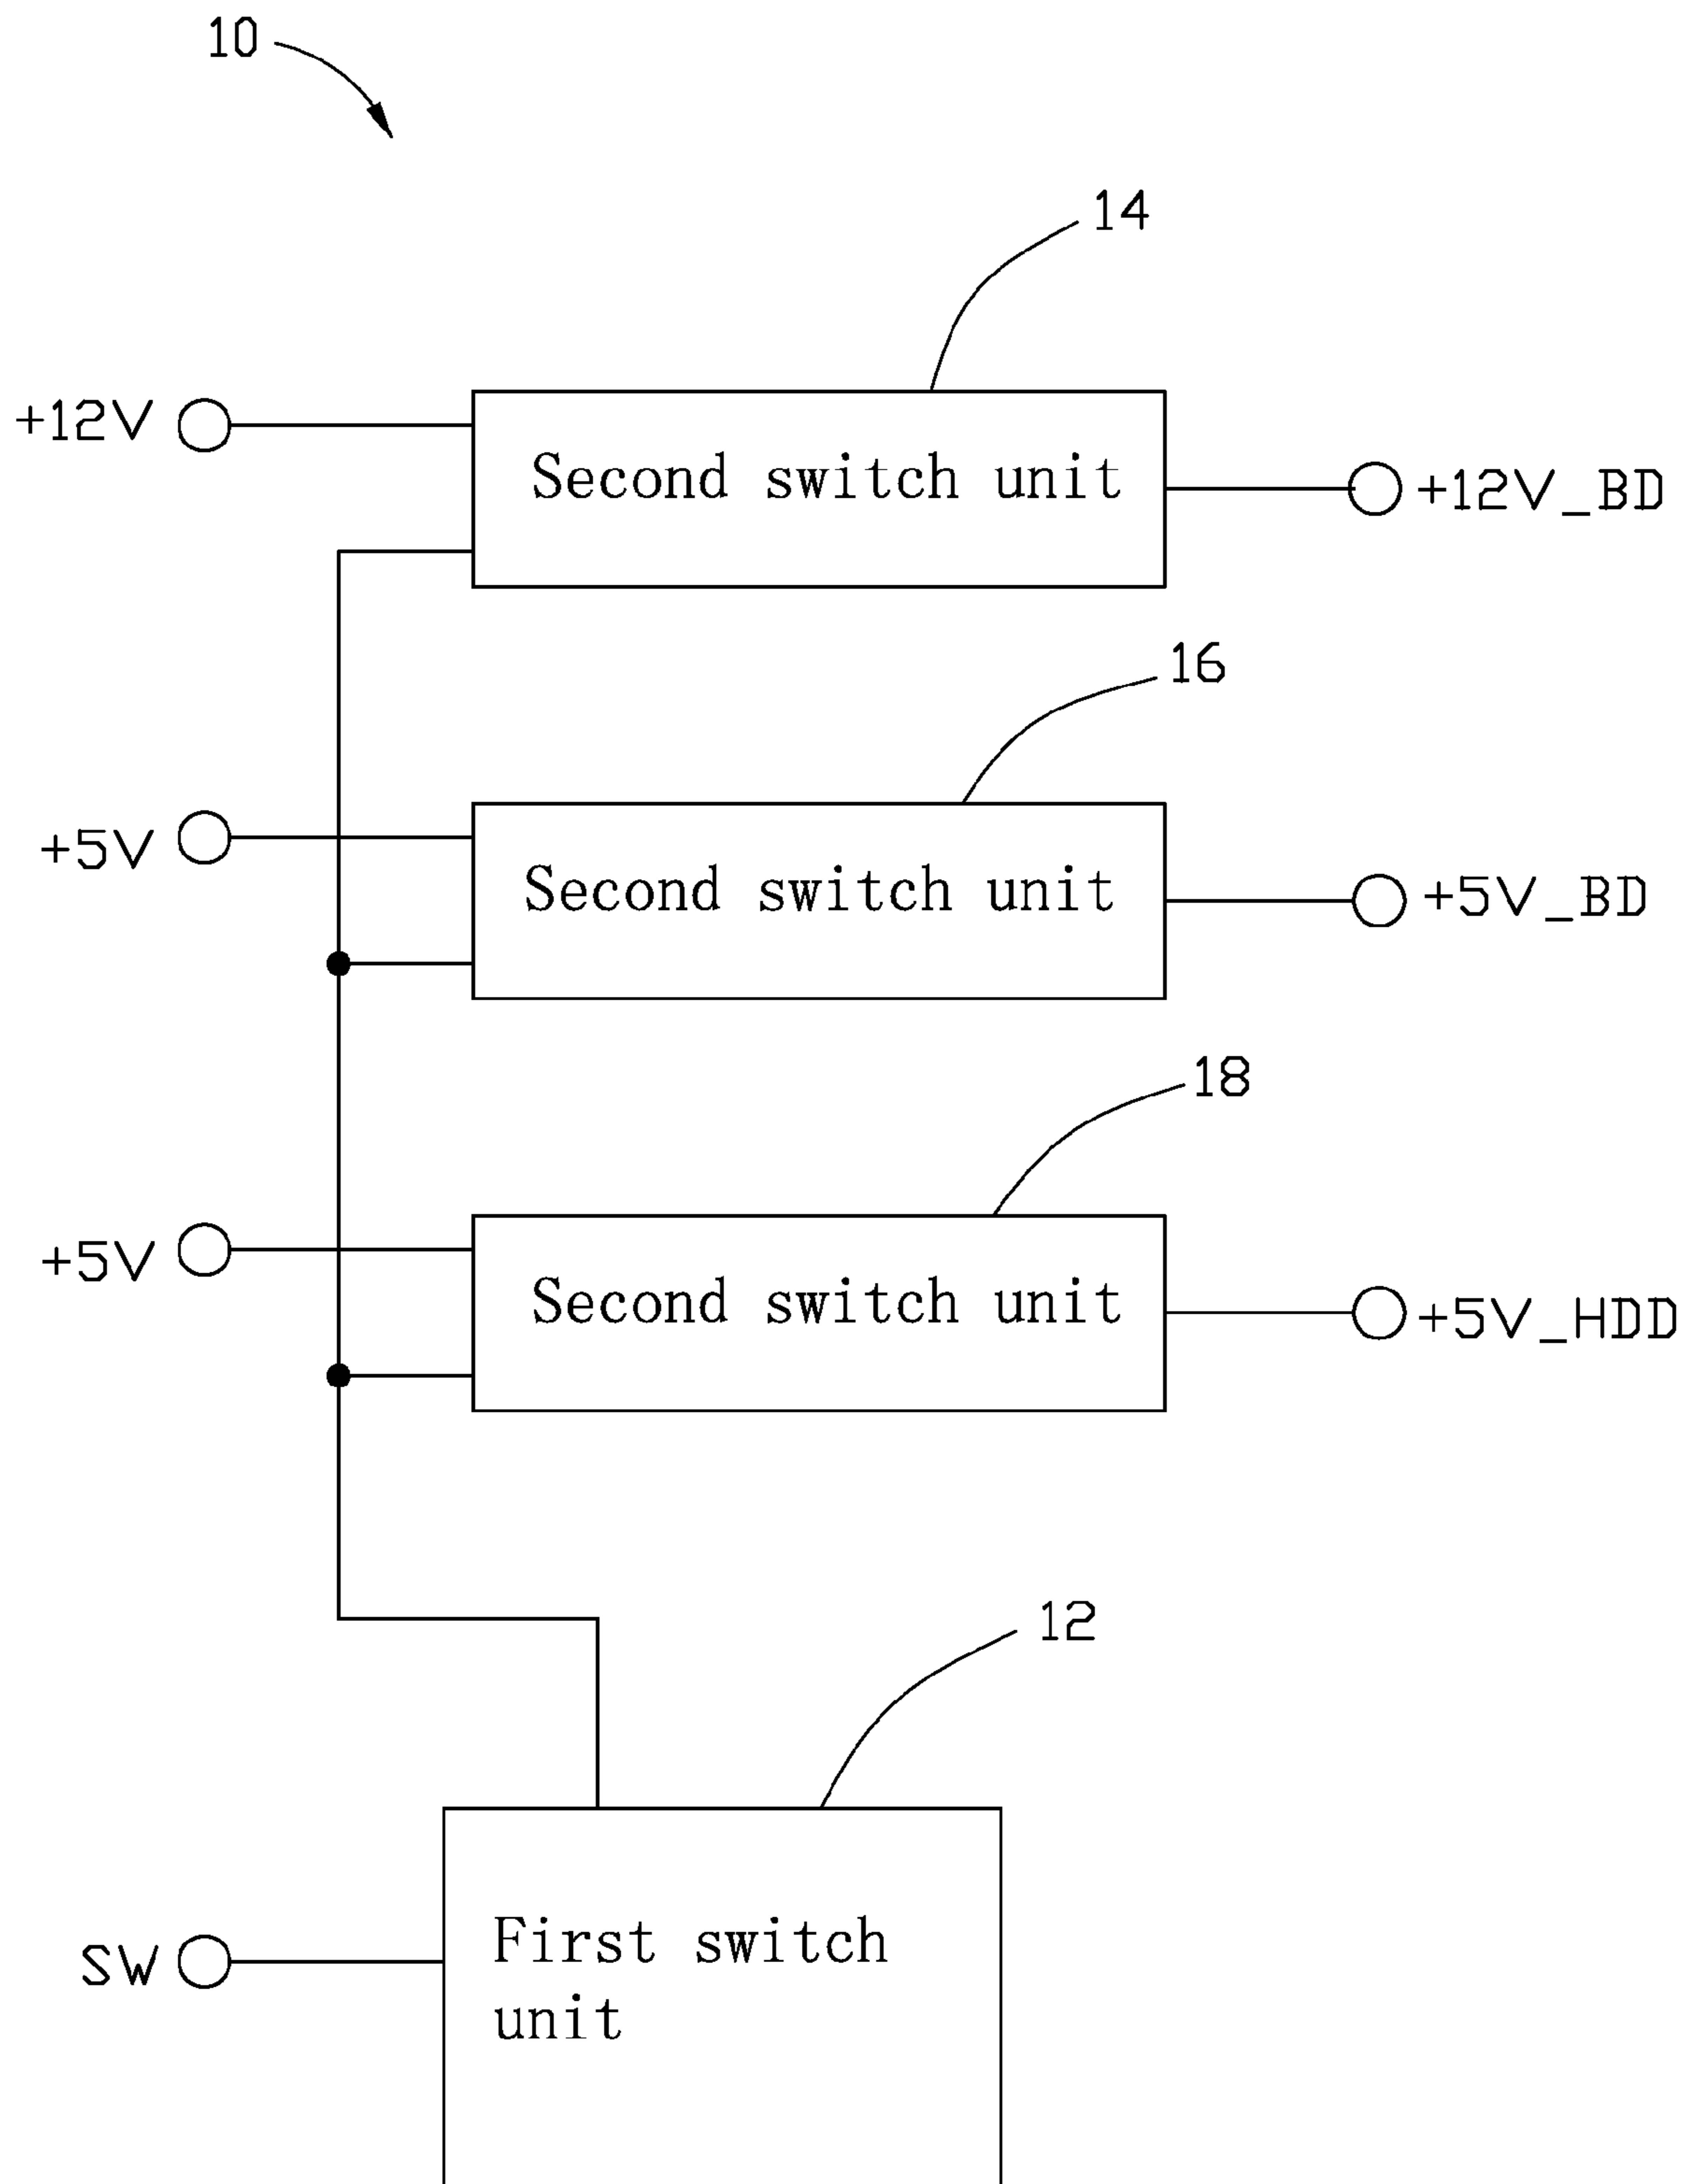 10
14
+12V
Second switch unit
+12V_BD
16
+5V
Second switch unit
+5V_BD
18
+5V
Second switch unit
+5V_HDD
12
SW
First switch
unit